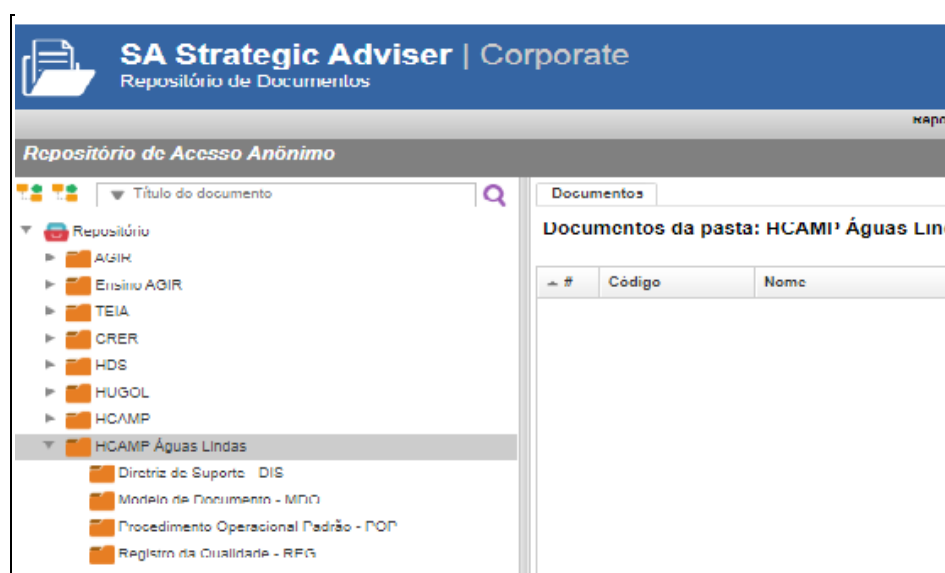 SA Strategic Adviser | Corporate
Repositório de Documentos
Repo
Repositório de Acesso Anônimo
Título do documento
Documentos
Repositório
Documentos da pasta: HCAMP Águas Lin
AGIR
# Código Nome
Ensino AGIR
TEIA
CRER
HDS
HUGOL
HCAMP
HCAMP Águas Lindas
Diretriz de Suporte - DIS
Modelo de Documento - MDO
Procedimento Operacional Padrão - POP
Registro da Qualidade - REG